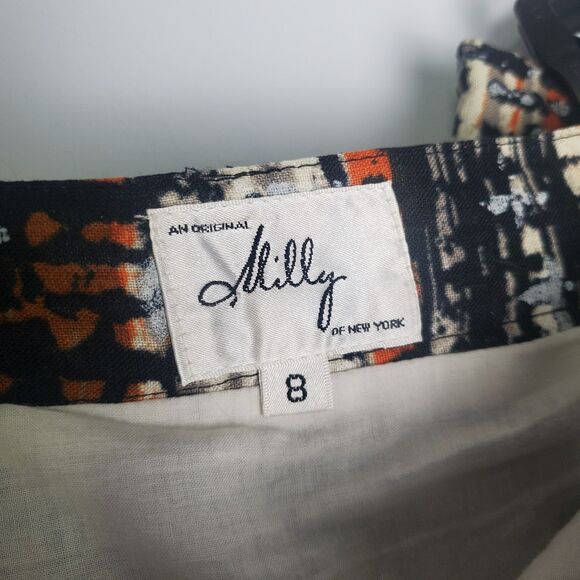 AN ORIGINAL
Milly
OF NEW YORK
8